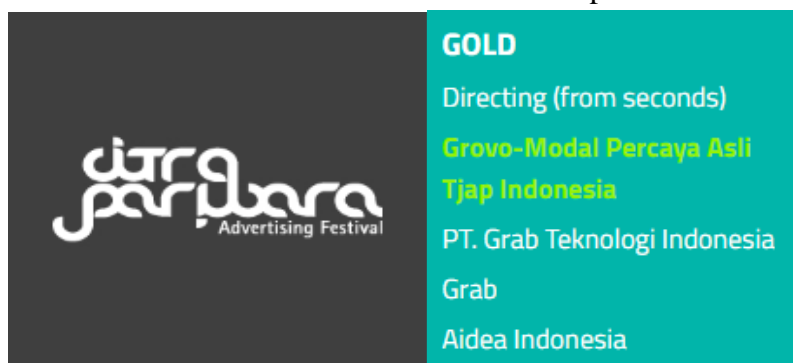 citra
pariwara
Advertising Festival
GOLD
Directing (from seconds)
Grovo-Modal Percaya Asli
Tjap Indonesia
PT. Grab Teknologi Indonesia
Grab
Aidea Indonesia